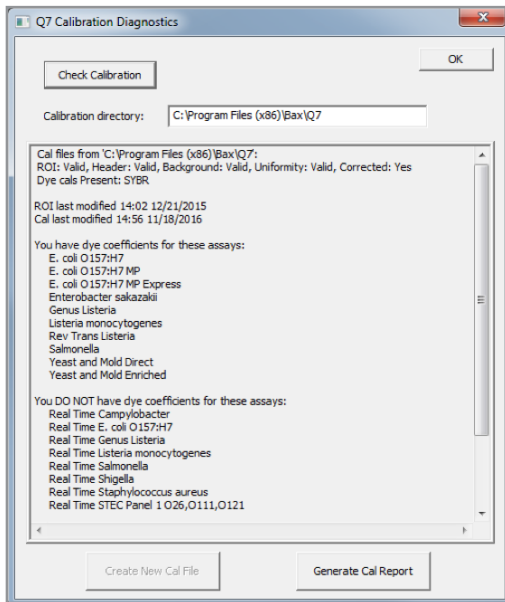 Q7 Calibration Diagnostics
OK
Check Calibration
Calibration directory: C:\Program Files (x86)\Bax\Q7
Cal files from 'C:\Program Files (x86)\Bax\Q7':
ROI: Valid, Header: Valid, Background: Valid, Uniformity: Valid, Corrected: Yes
Dye cals Present: SYBR
ROI last modified 14:02 12/21/2015
Cal last modified 14:56 11/18/2016
You have dye coefficients for these assays:
E. coli O157:H7
E. coli O157:H7 MP
E. coli O157:H7 MP Express
Enterobacter sakazakii
Genus Listeria
Listeria monocytogenes
Rev Trans Listeria
Salmonella
Yeast and Mold Direct
Yeast and Mold Enriched
You DO NOT have dye coefficients for these assays:
Real Time Campylobacter
Real Time E. coli O157:H7
Real Time Genus Listeria
Real Time Listeria monocytogenes
Real Time Salmonella
Real Time Shigella
Real Time Staphylococcus aureus
Real Time STEC Panel 1 O26,O111,O121
Create New Cal File
Generate Cal Report